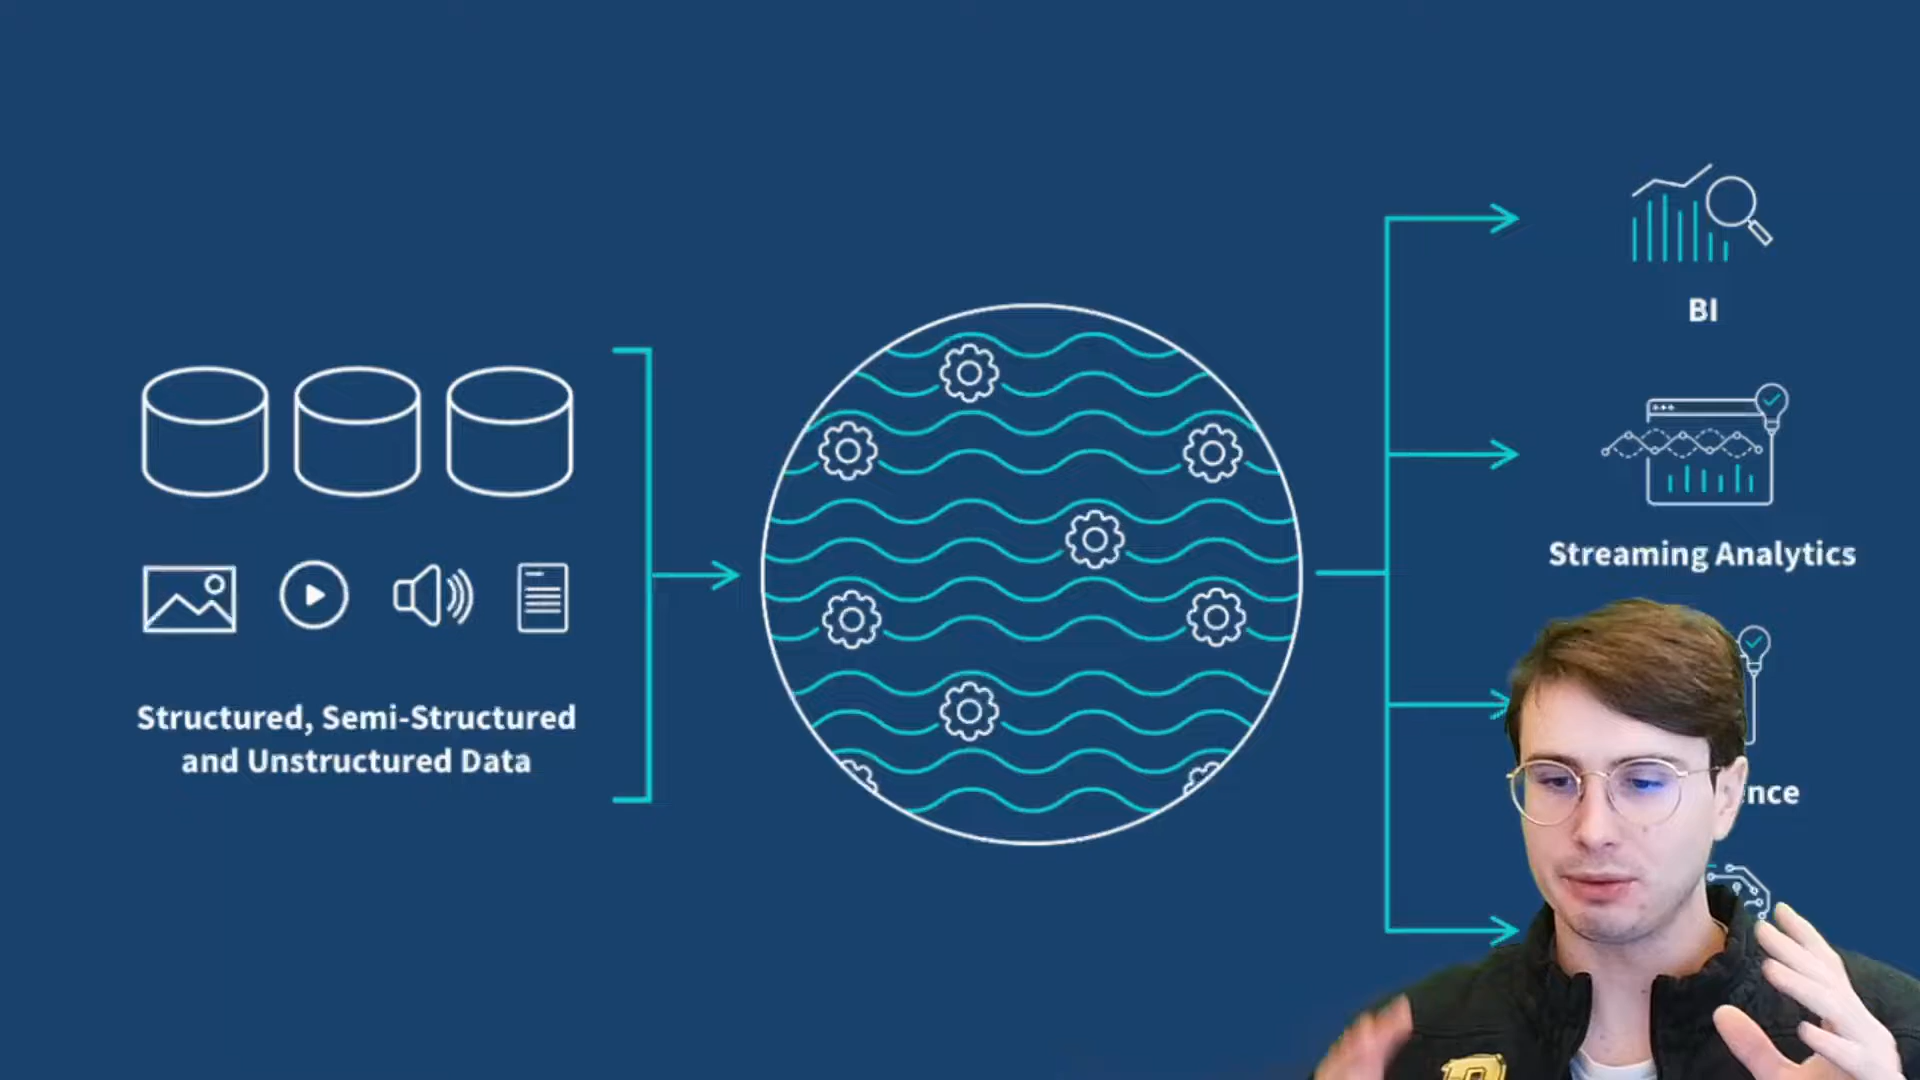 BI
Streaming Analytics
Structured, Semi-Structured
and Unstructured Data